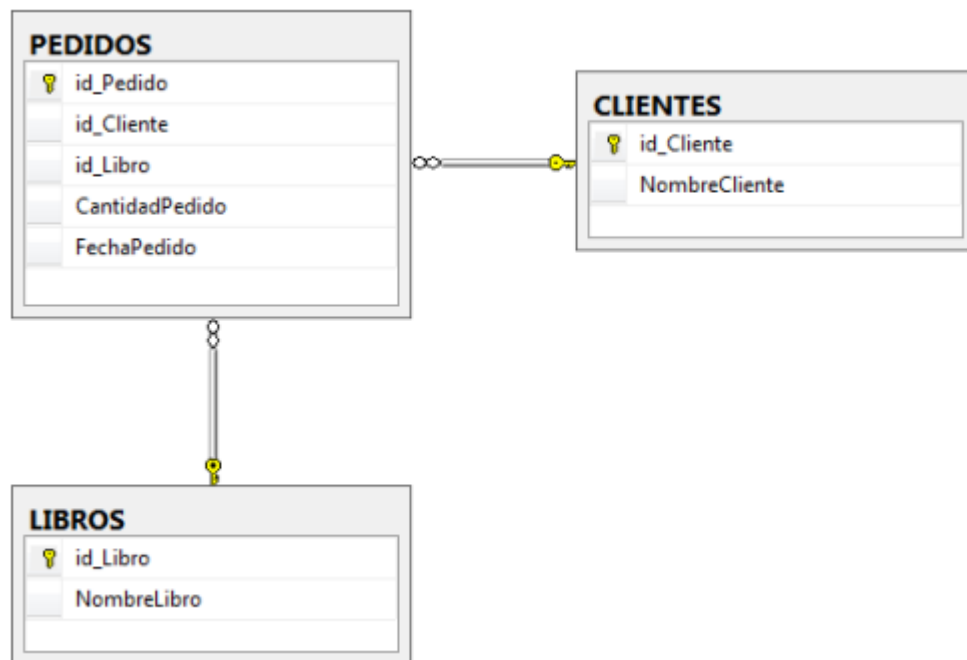 PEDIDOS
id_Pedido
id_Cliente
id_Libro
CantidadPedido
FechaPedido
CLIENTES
id_Cliente
NombreCliente
LIBROS
id_Libro
NombreLibro